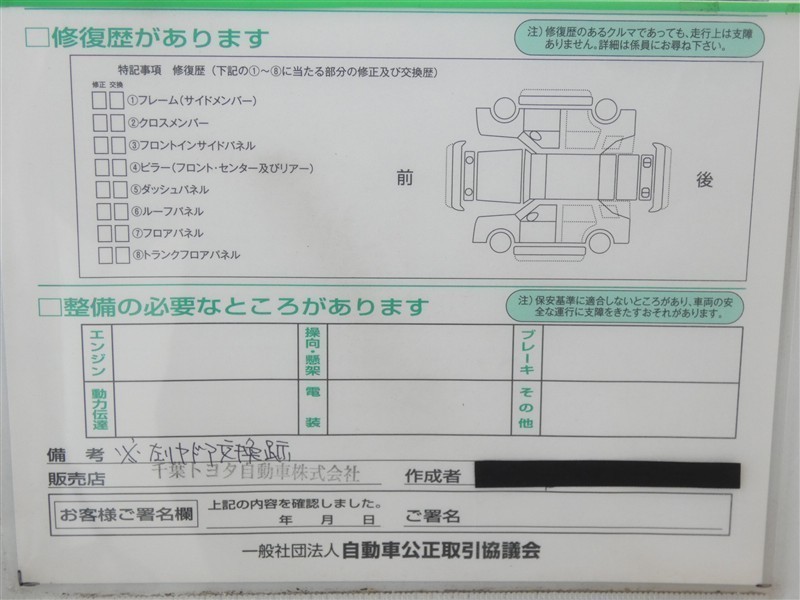 □修復歴があります
注）修復歴のあるクルマであっても、走行上は支障
ありません。詳細は係員にお尋ね下さい。
特記事項 修復歴（下記の①～⑧に当たる部分の修正及び交換歴）
修正 交換
①フレーム（サイドメンバー）
②クロスメンバー
③フロントインサイドパネル
④ピラー（フロント・センター及びリアー）
⑤ダッシュパネル
⑥ルーフパネル
⑦フロアパネル
⑧トランクフロアパネル
前
後
□整備の必要なところがあります
注）保安基準に適合しないところがあり、車両の安
全な運行に支障をきたすおそれがあります。
エンジン
操向・懸架
ブレーキ
動力伝達
電装
その他
備考 ※左リヤドア交換跡
販売店 千葉トヨタ自動車株式会社 作成者
お客様ご署名欄
上記の内容を確認しました。
年 月 日 ご署名
一般社団法人 自動車公正取引協議会